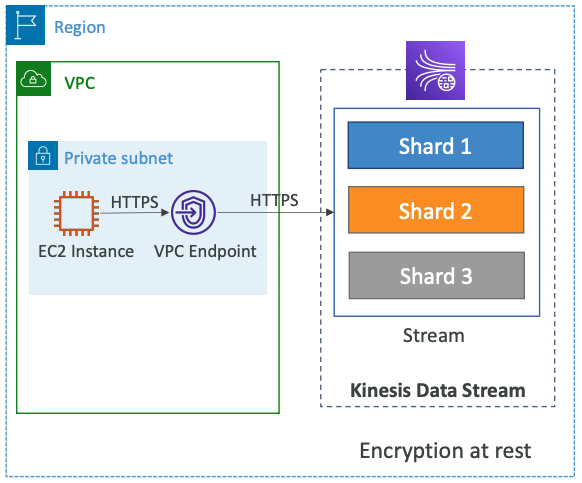 Region
VPC
Private subnet
HTTPS
HTTPS
EC2 Instance
VPC Endpoint
Shard 1
Shard 2
Shard 3
Stream
Kinesis Data Stream
Encryption at rest